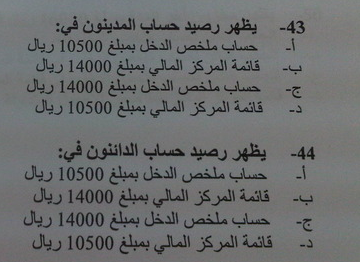 43- يظهر رصيد حساب المدينون في:
أ- حساب ملخص الدخل بمبلغ 10500 ريال
ب- قائمة المركز المالي بمبلغ 14000 ريال
ج- حساب ملخص الدخل بمبلغ 14000 ريال
د- قائمة المركز المالي بمبلغ 10500 ريال
44- يظهر رصيد حساب الدائنون في:
أ- حساب ملخص الدخل بمبلغ 10500 ريال
ب- قائمة المركز المالي بمبلغ 14000 ريال
ج- حساب ملخص الدخل بمبلغ 14000 ريال
د- قائمة المركز المالي بمبلغ 10500 ريال